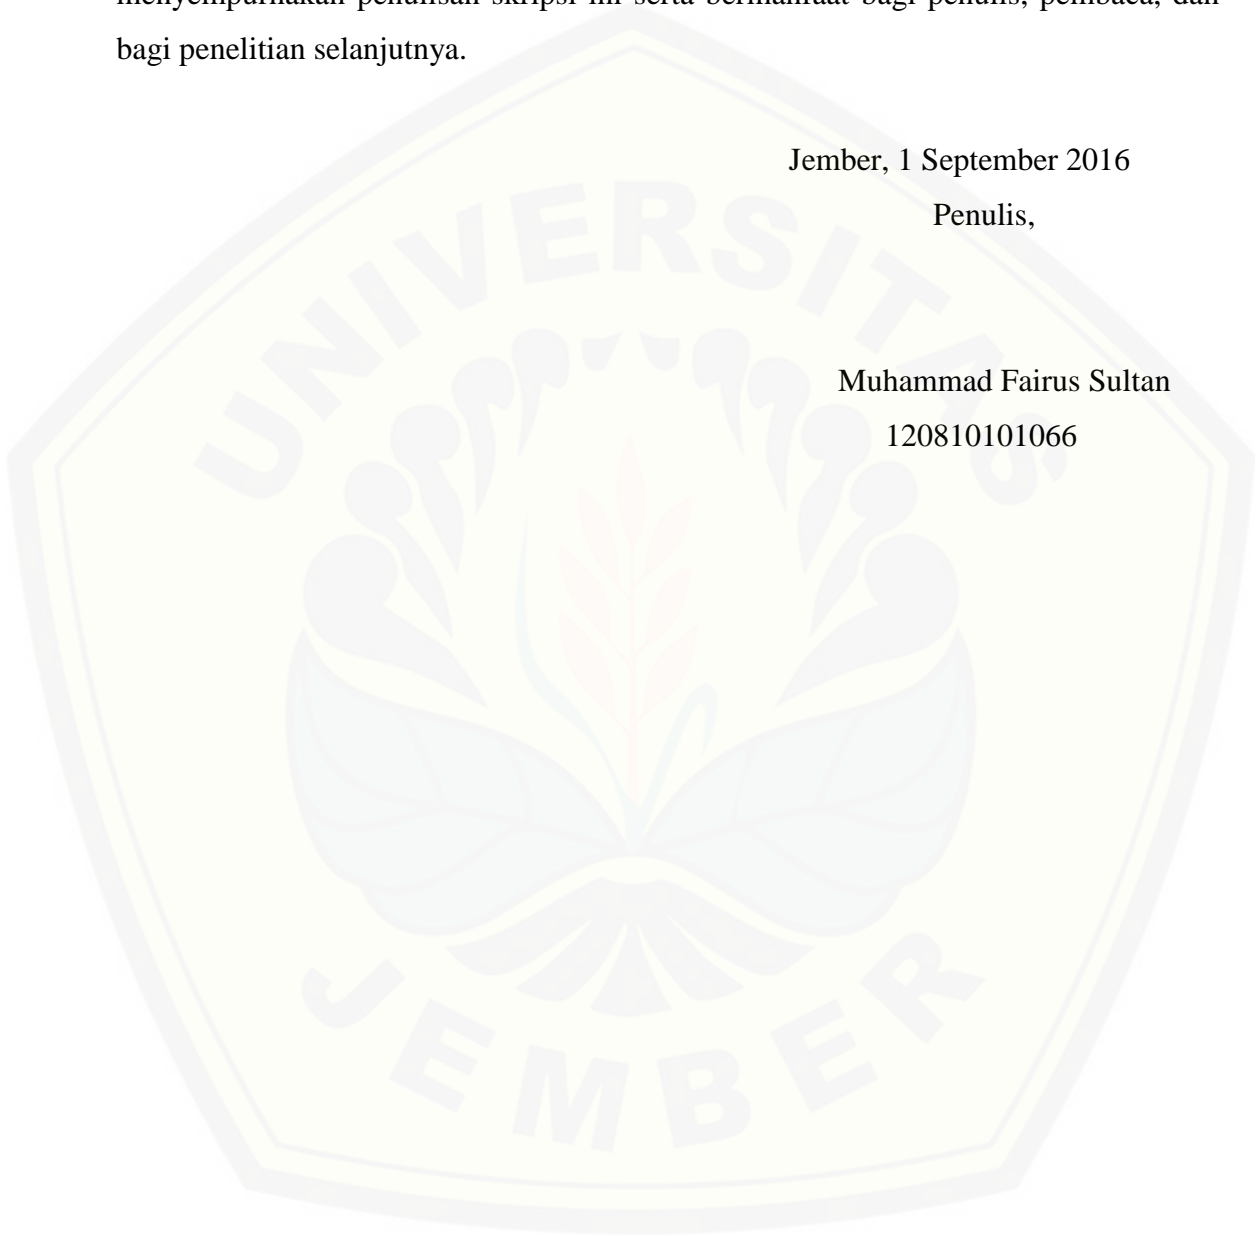 menyempurnakan penulisan skripsi ini serta bermanfaat bagi penulis, pembaca, dan
bagi penelitian selanjutnya.
Jember, 1 September 2016
Penulis,
Muhammad Fairus Sultan
120810101066
UNIVERSITAS
JEMBER